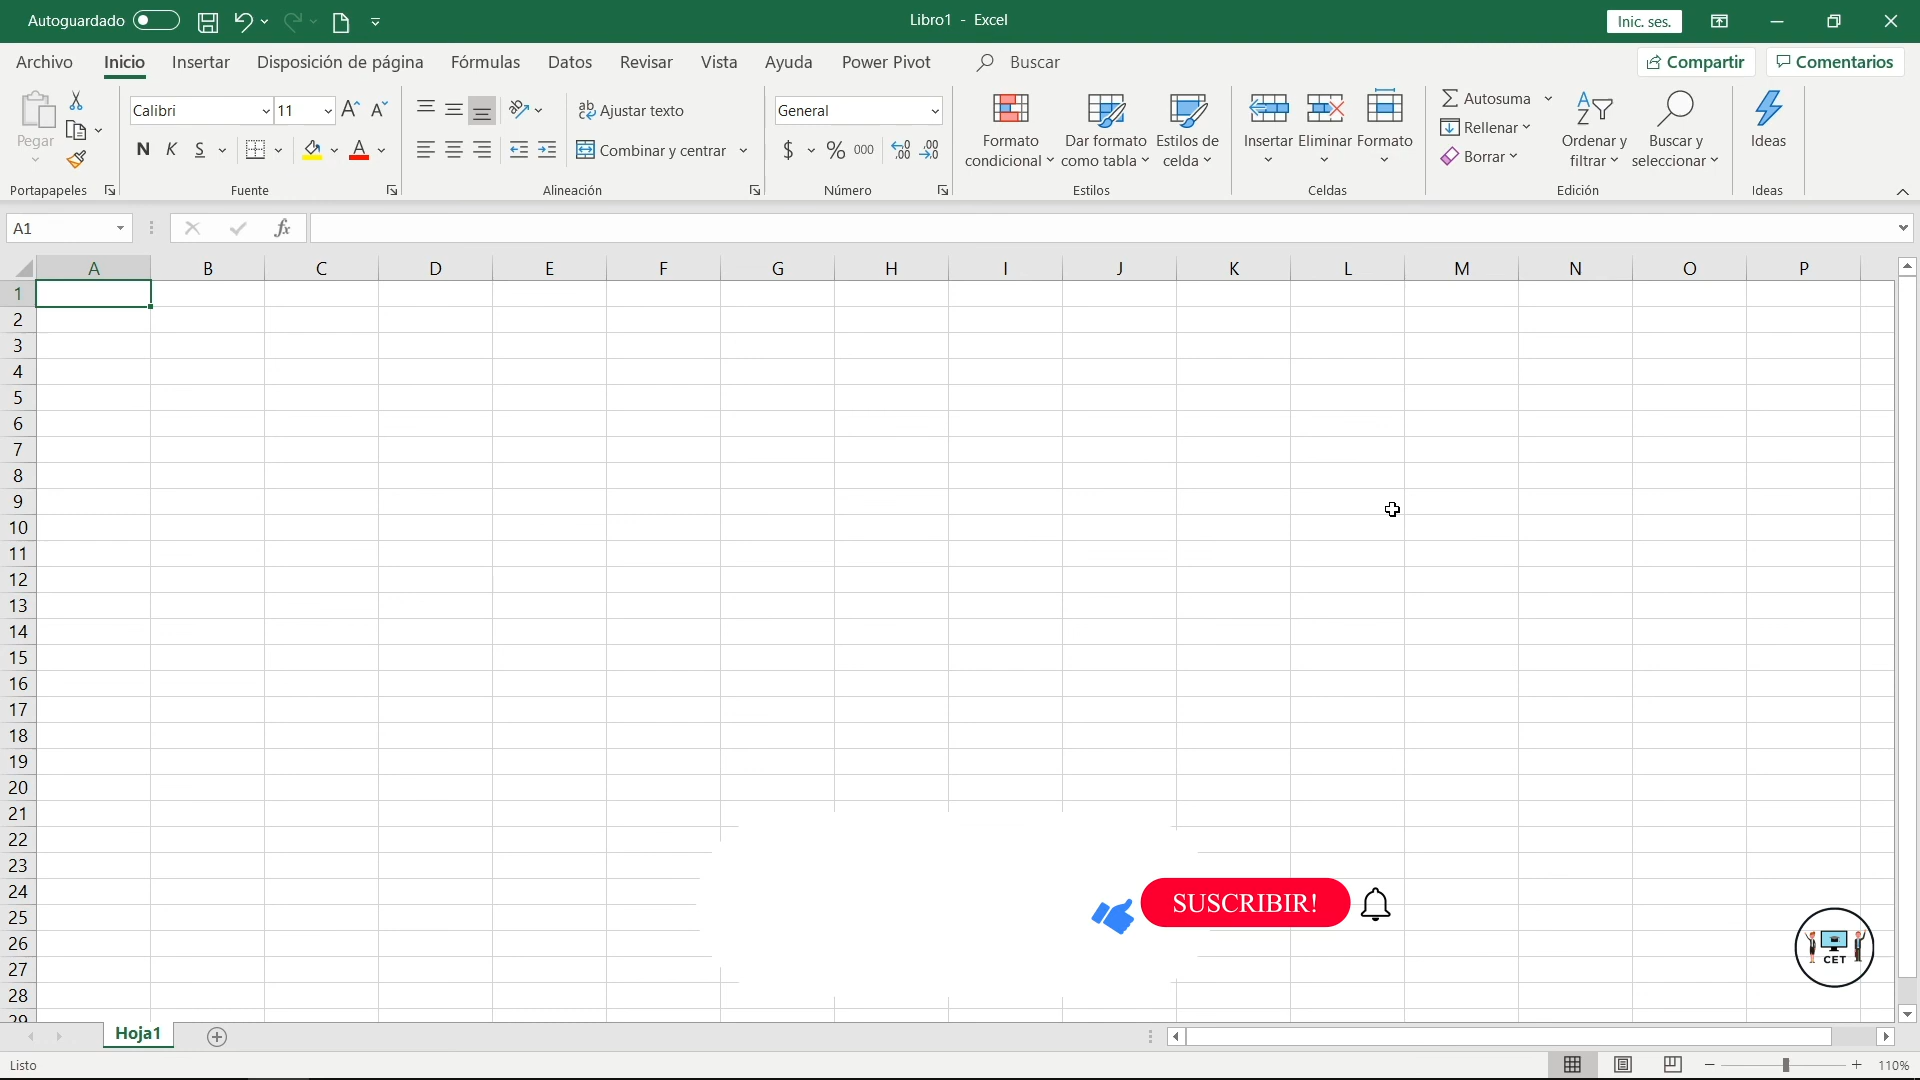 Autoguardado
Libro1 - Excel
Inic. ses.
Archivo Inicio Insertar Disposición de página Fórmulas Datos Revisar Vista Ayuda Power Pivot Buscar Compartir Comentarios
Pegar
Portapapeles
Calibri 11
N K S
Fuente
Ajustar texto
Combinar y centrar
Alineación
General
$ % 000
Número
Formato condicional
Dar formato como tabla
Estilos de celda
Estilos
Insertar Eliminar Formato
Celdas
Autosuma
Rellenar
Borrar
Ordenar y filtrar
Buscar y seleccionar
Edición
Ideas
Ideas
A1 fx
A B C D E F G H I J K L M N O P
1
2
3
4
5
6
7
8
9
10
11
12
13
14
15
16
17
18
19
20
21
22
23
24
25
26
27
28
29
SUSCRIBIR!
CET
Hoja1
Listo
110%